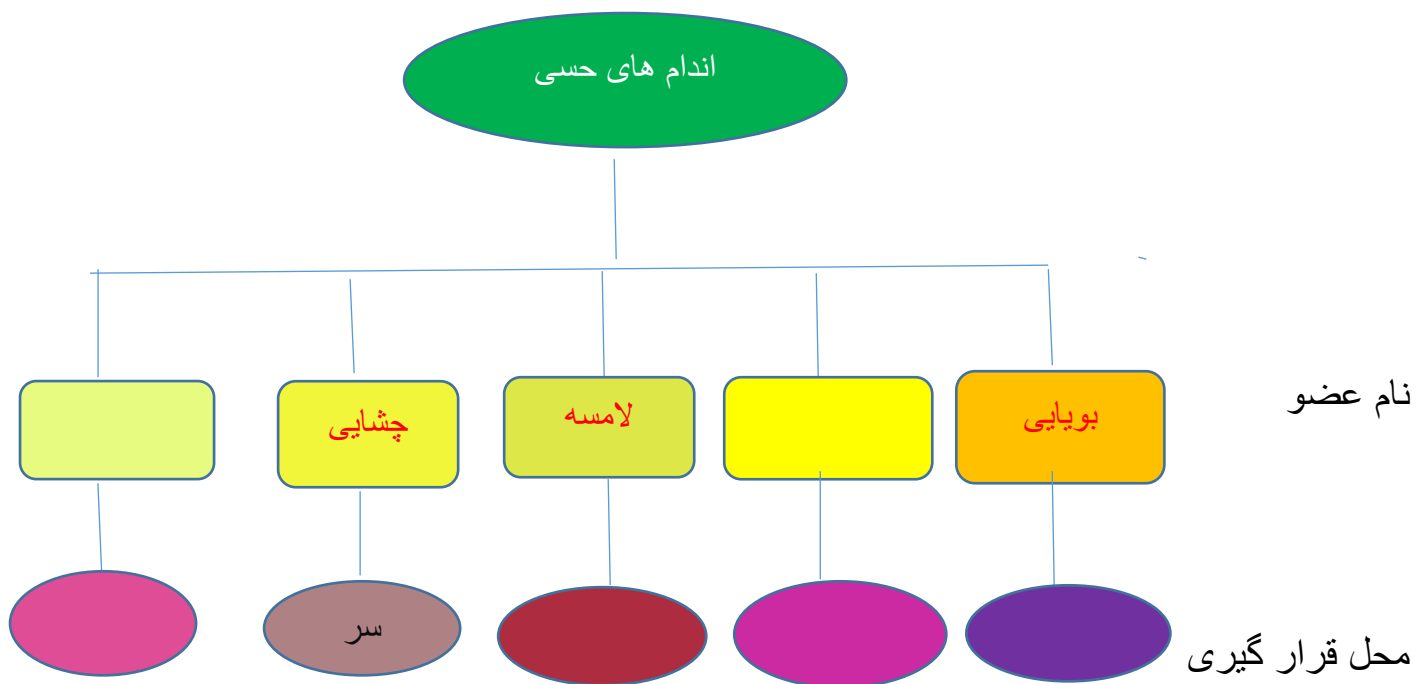 اندام های حسی
نام عضو
بویایی
لامسه
چشایی
محل قرار گیری
سر